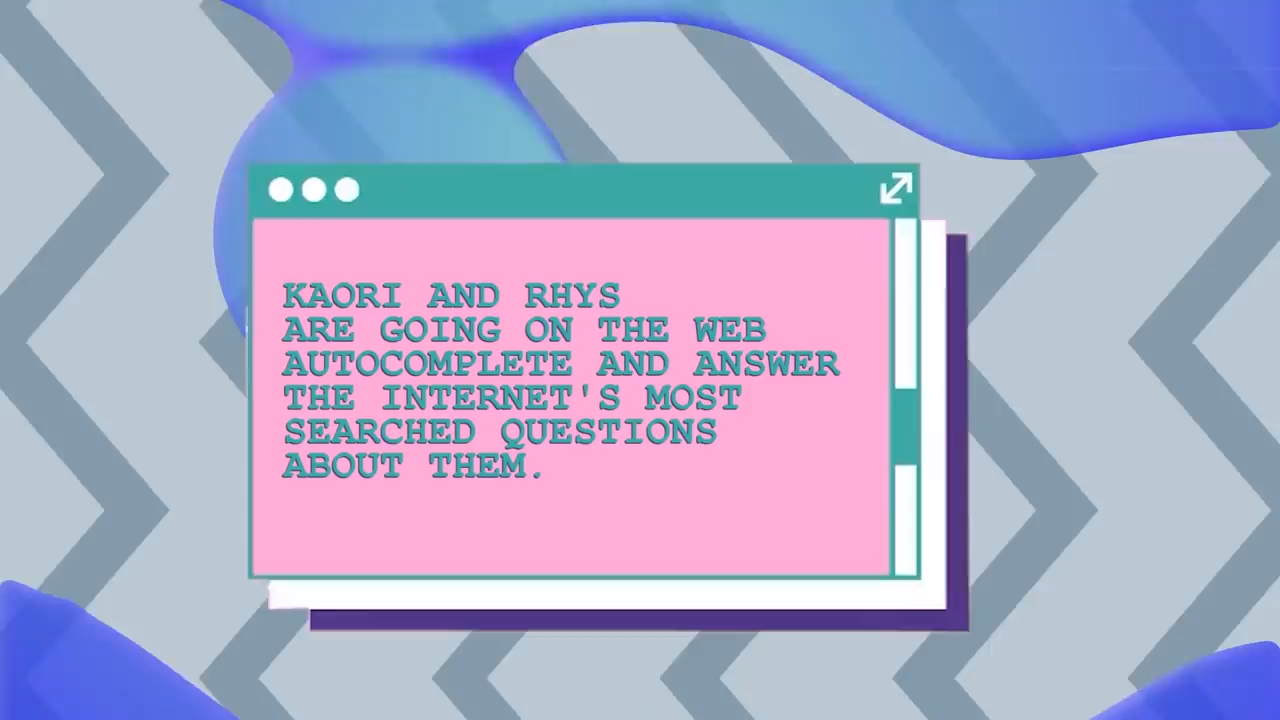 KAORI AND RHYS
ARE GOING ON THE WEB
AUTOCOMPLETE AND ANSWER
THE INTERNET'S MOST
SEARCHED QUESTIONS
ABOUT THEM.